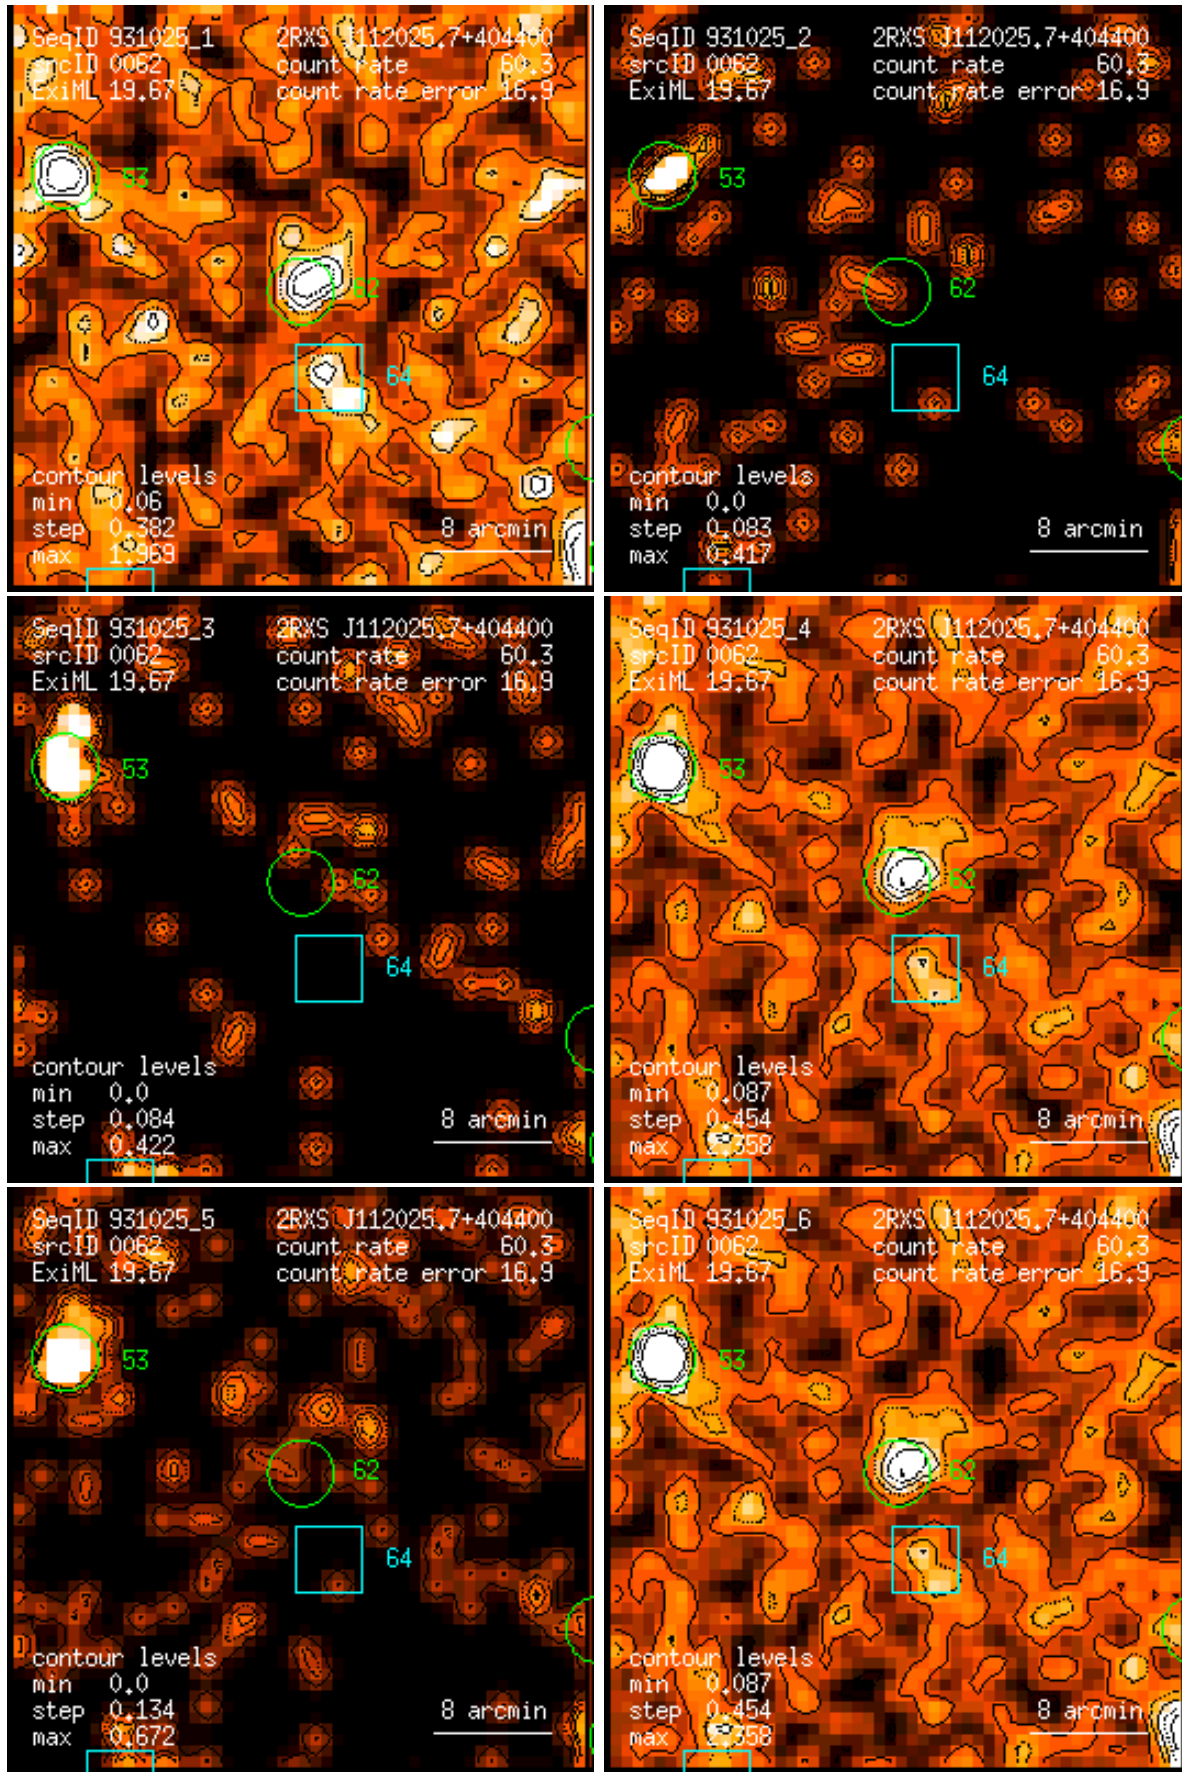 SeqID 931025_1 2RXS J112025.7+404400
srcID 0062 count rate 60.3
ExiML 19.67 count rate error 16.9
53
62
64
contour levels
min 0.06
step 0.382 8 arcmin
max 1.969
SeqID 931025_2 2RXS J112025.7+404400
srcID 0062 count rate 60.3
ExiML 19.67 count rate error 16.9
53
62
64
contour levels
min 0.0
step 0.083 8 arcmin
max 0.417
SeqID 931025_3 2RXS J112025.7+404400
srcID 0062 count rate 60.3
ExiML 19.67 count rate error 16.9
53
62
64
contour levels
min 0.0
step 0.084 8 arcmin
max 0.422
SeqID 931025_4 2RXS J112025.7+404400
srcID 0062 count rate 60.3
ExiML 19.67 count rate error 16.9
53
62
64
contour levels
min 0.087
step 0.454 8 arcmin
max 2.358
SeqID 931025_5 2RXS J112025.7+404400
srcID 0062 count rate 60.3
ExiML 19.67 count rate error 16.9
53
62
64
contour levels
min 0.0
step 0.134 8 arcmin
max 0.672
SeqID 931025_6 2RXS J112025.7+404400
srcID 0062 count rate 60.3
ExiML 19.67 count rate error 16.9
53
62
64
contour levels
min 0.087
step 0.454 8 arcmin
max 2.358